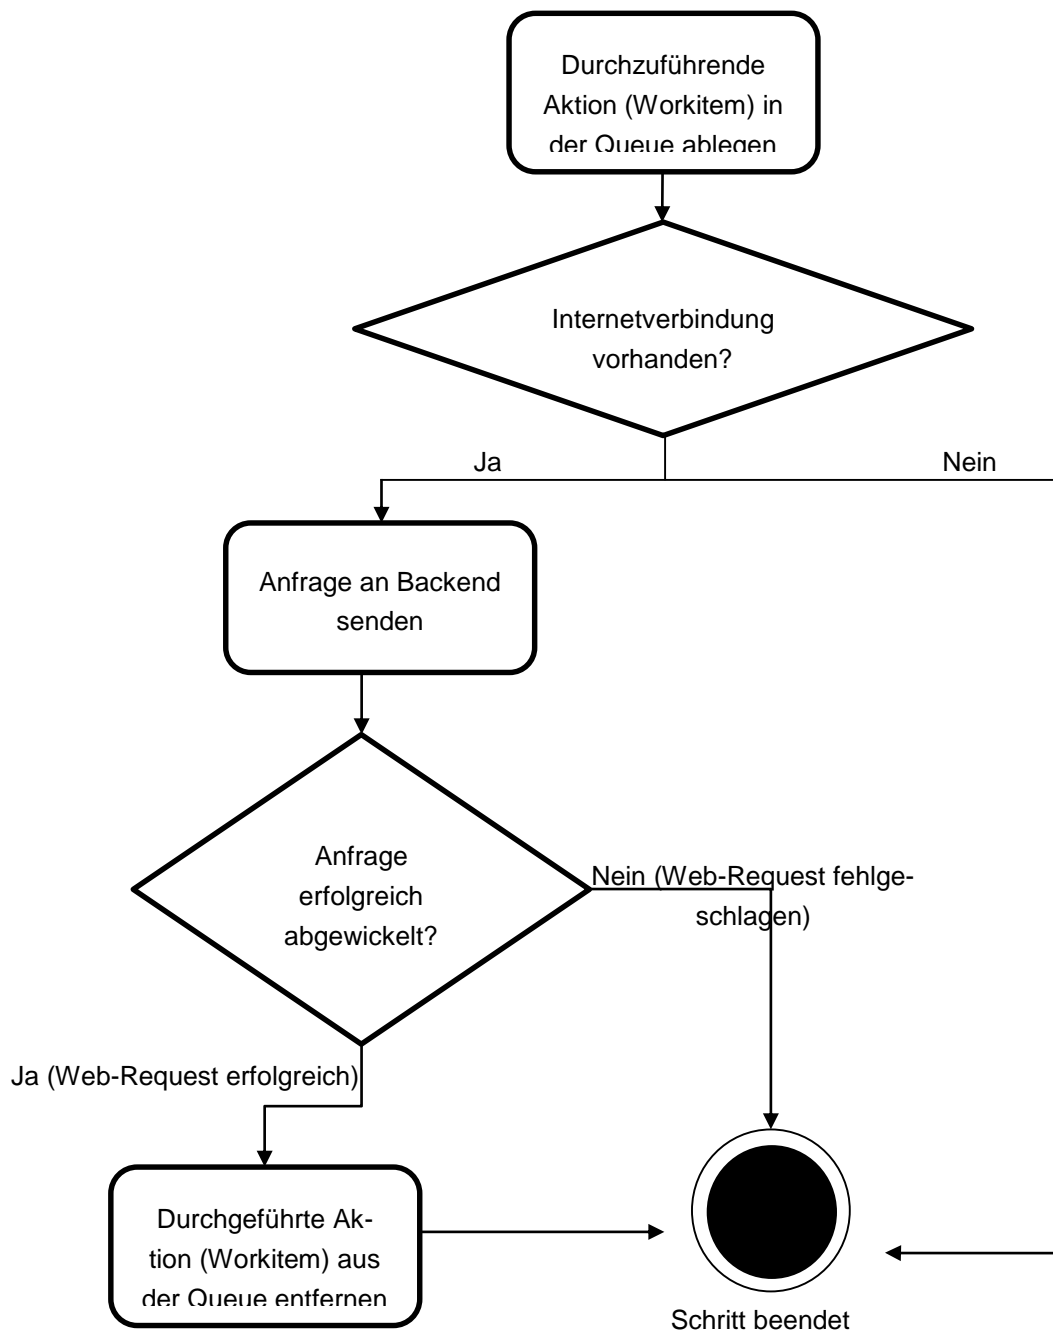 Durchzuführende
Aktion (Workitem) in
der Queue ablegen
Internetverbindung
vorhanden?
Ja
Nein
Anfrage an Backend
senden
Anfrage
erfolgreich
abgewickelt?
Nein (Web-Request fehlge-
schlagen)
Ja (Web-Request erfolgreich)
Durchgeführte Ak-
tion (Workitem) aus
der Queue entfernen
Schritt beendet